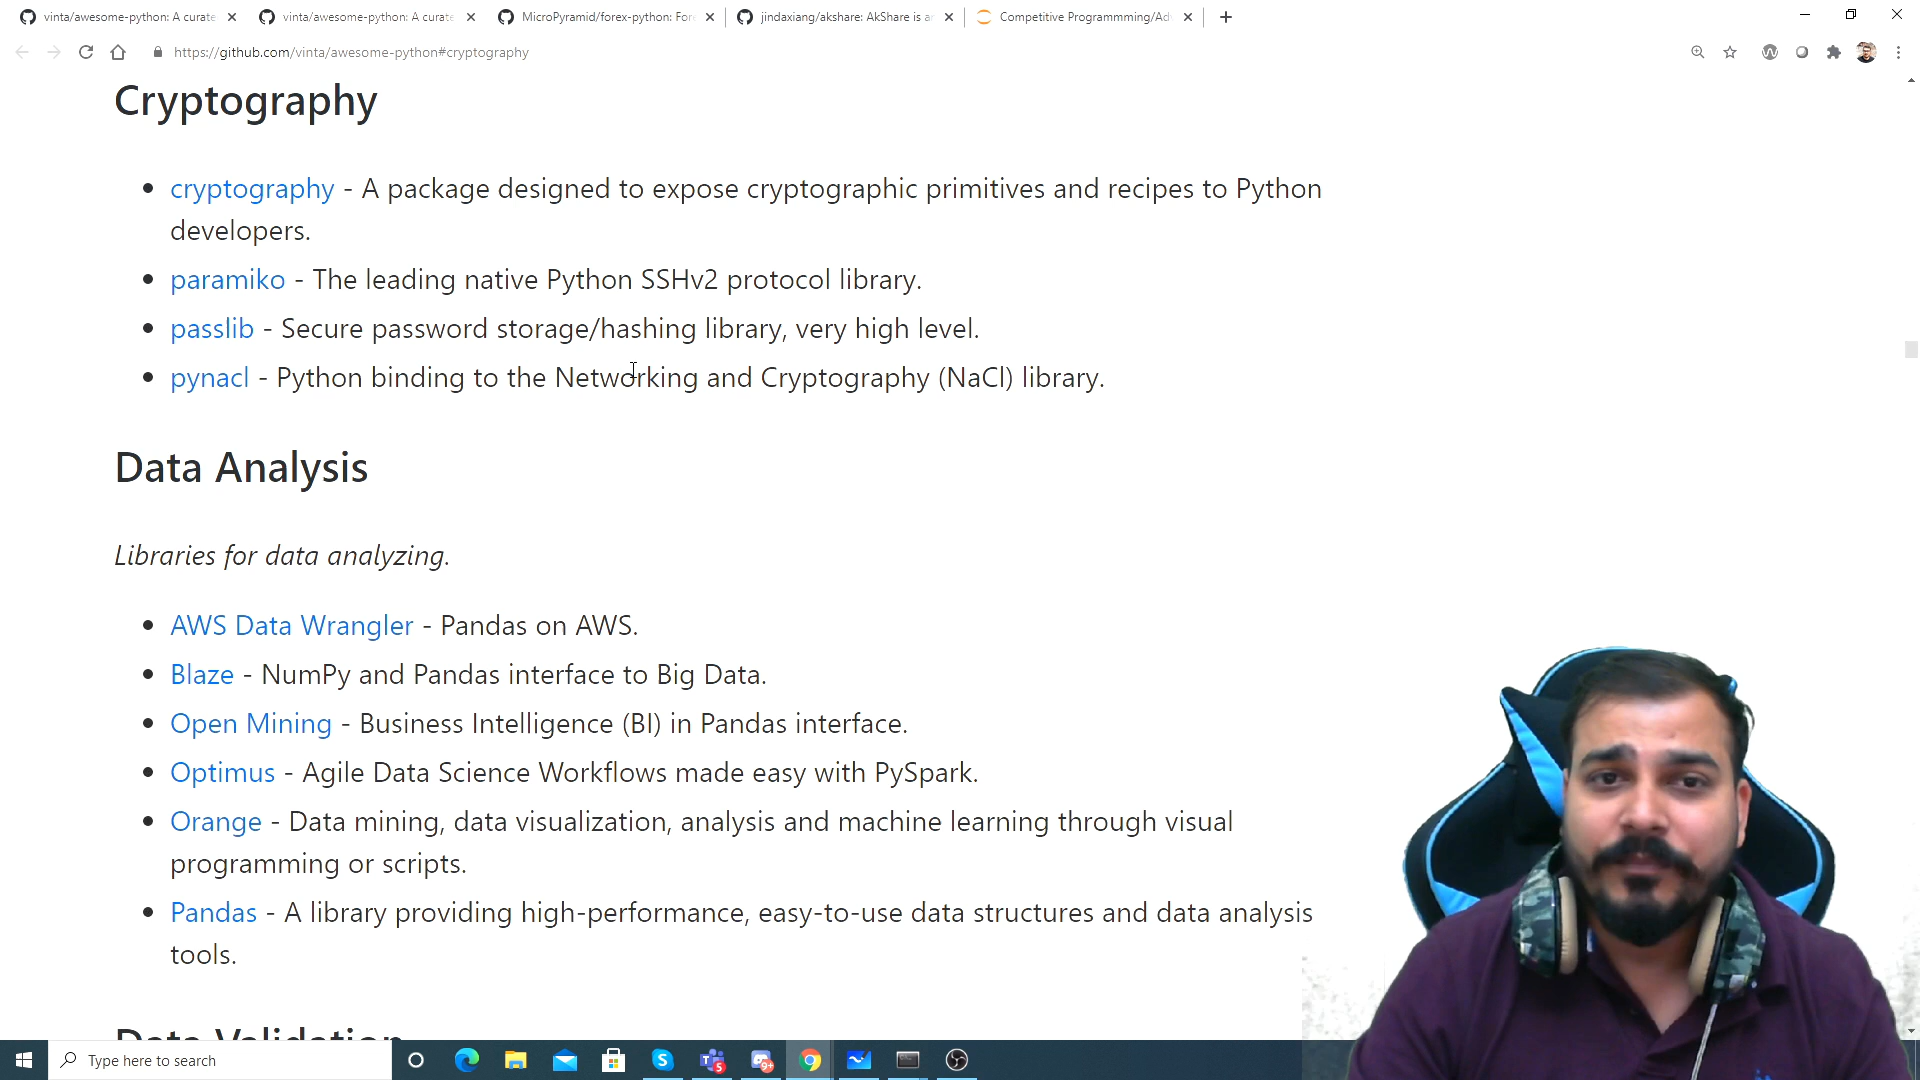 vinta/awesome-python: A curate
vinta/awesome-python: A curate
MicroPyramid/forex-python: For
jindaxiang/akshare: AkShare is a
Competitive Programmming/Ad
https://github.com/vinta/awesome-python#cryptography
Cryptography
cryptography - A package designed to expose cryptographic primitives and recipes to Python
developers.
paramiko - The leading native Python SSHv2 protocol library.
passlib - Secure password storage/hashing library, very high level.
pynacl - Python binding to the Networking and Cryptography (NaCl) library.
Data Analysis
Libraries for data analyzing.
AWS Data Wrangler - Pandas on AWS.
Blaze - NumPy and Pandas interface to Big Data.
Open Mining - Business Intelligence (BI) in Pandas interface.
Optimus - Agile Data Science Workflows made easy with PySpark.
Orange - Data mining, data visualization, analysis and machine learning through visual
programming or scripts.
Pandas - A library providing high-performance, easy-to-use data structures and data analysis
tools.
Data Validation
Type here to search
5
9+